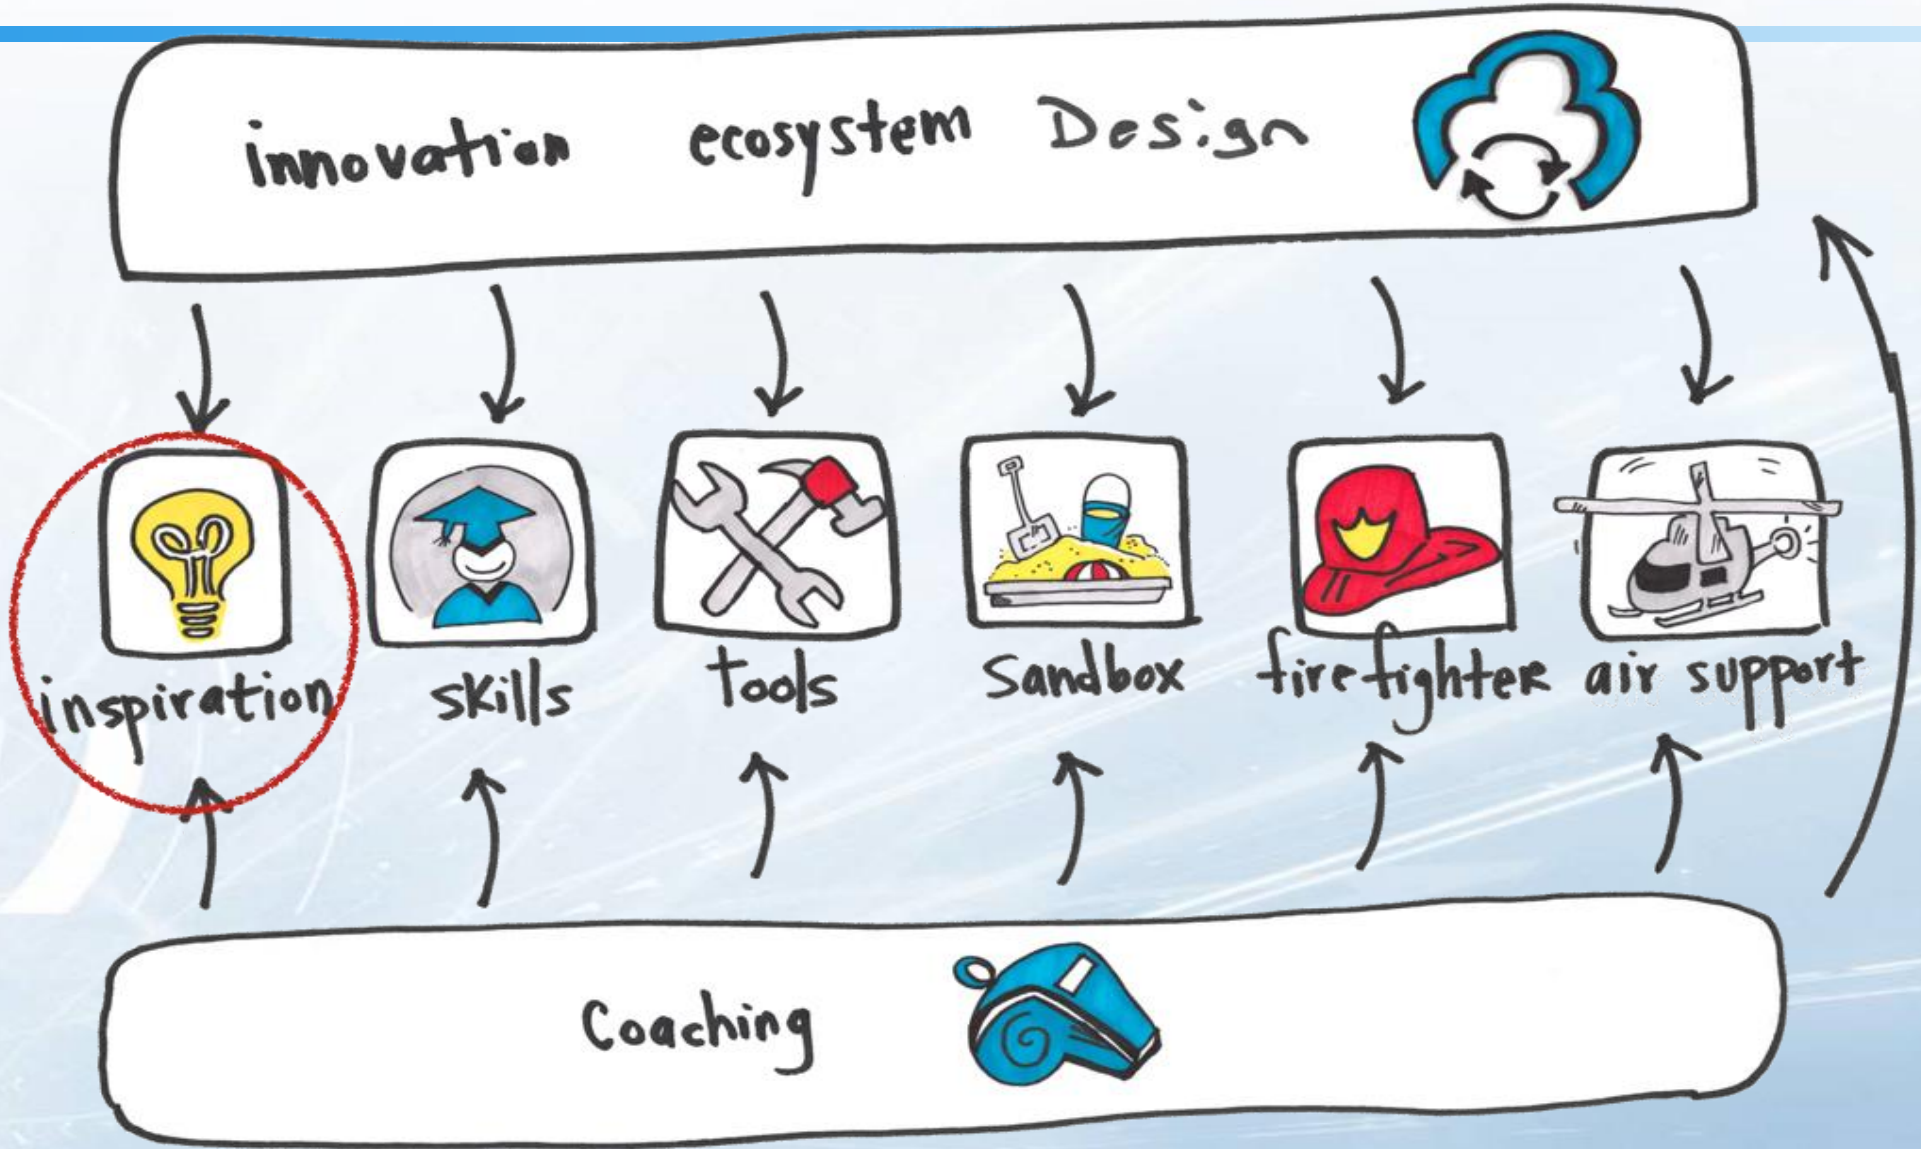 innovation ecosystem Design
inspiration skills Tools Sandbox firefighter air support
Coaching